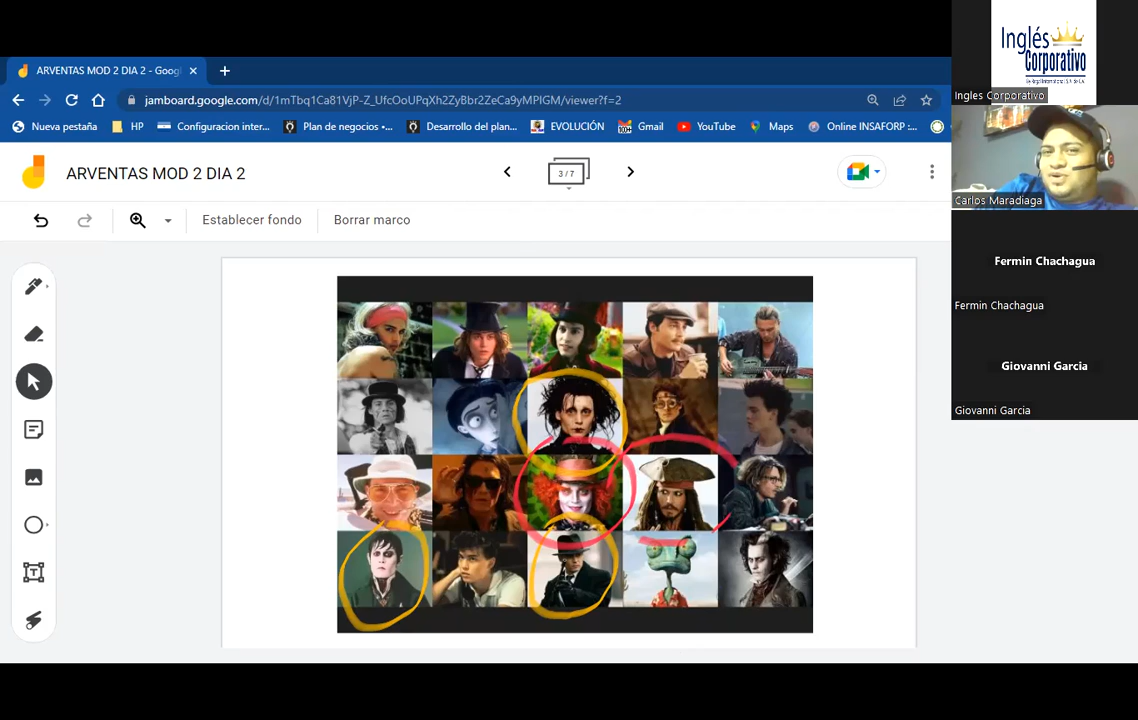 ARVENTAS MOD 2 DIA 2 - Goog
jamboard.google.com/d/1mTbq1Ca81VjP-Z_UfcOoUPqXh2ZyBbr2ZeCa9yMPIGM/viewer?f=2
Nueva pestaña HP Configuracion inter... Plan de negocios •... Desarrollo del plan... EVOLUCIÓN Gmail YouTube Maps Online INSAFORP :...
ARVENTAS MOD 2 DIA 2
3 / 7
Establecer fondo Borrar marco
Inglés
Corporativo
Ingles Corporativo
Carlos Maradiaga
Fermin Chachagua
Fermin Chachagua
Giovanni Garcia
Giovanni Garcia